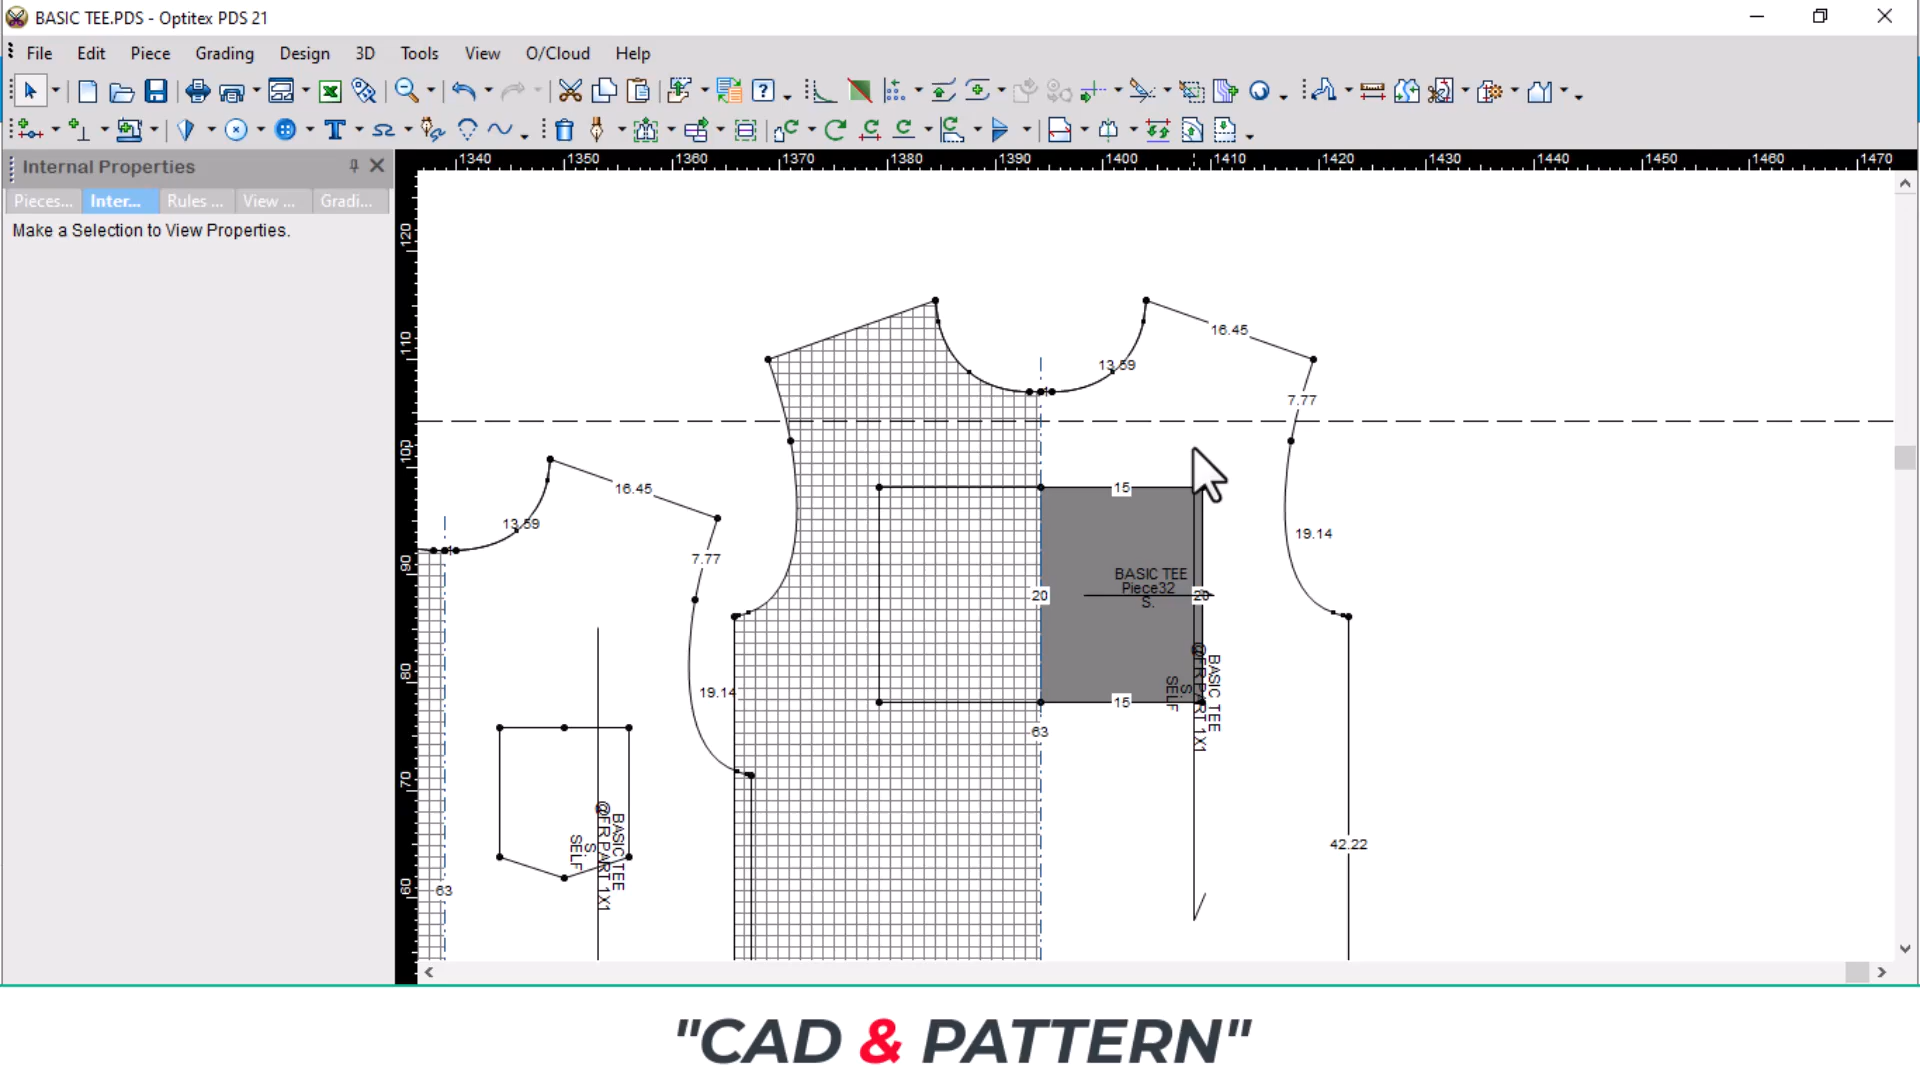 BASIC TEE.PDS - Optitex PDS 21
File Edit Piece Grading Design 3D Tools View O/Cloud Help
Internal Properties
Pieces... Inter... Rules ... View ... Gradi...
Make a Selection to View Properties.
1340 1350 1360 1370 1380 1390 1400 1410 1420 1430 1440 1450 1460 1470
120
110
100
90
80
70
60
16.45
13.59
7.77
19.14
42.22
15
20
20
15
63
BASIC TEE
Piece32
S.
BASIC TEE
@FR PART 1X1
S.
SELF
16.45
13.59
7.77
19.14
63
BASIC TEE
@FR PART 1X1
S.
SELF
"CAD & PATTERN"